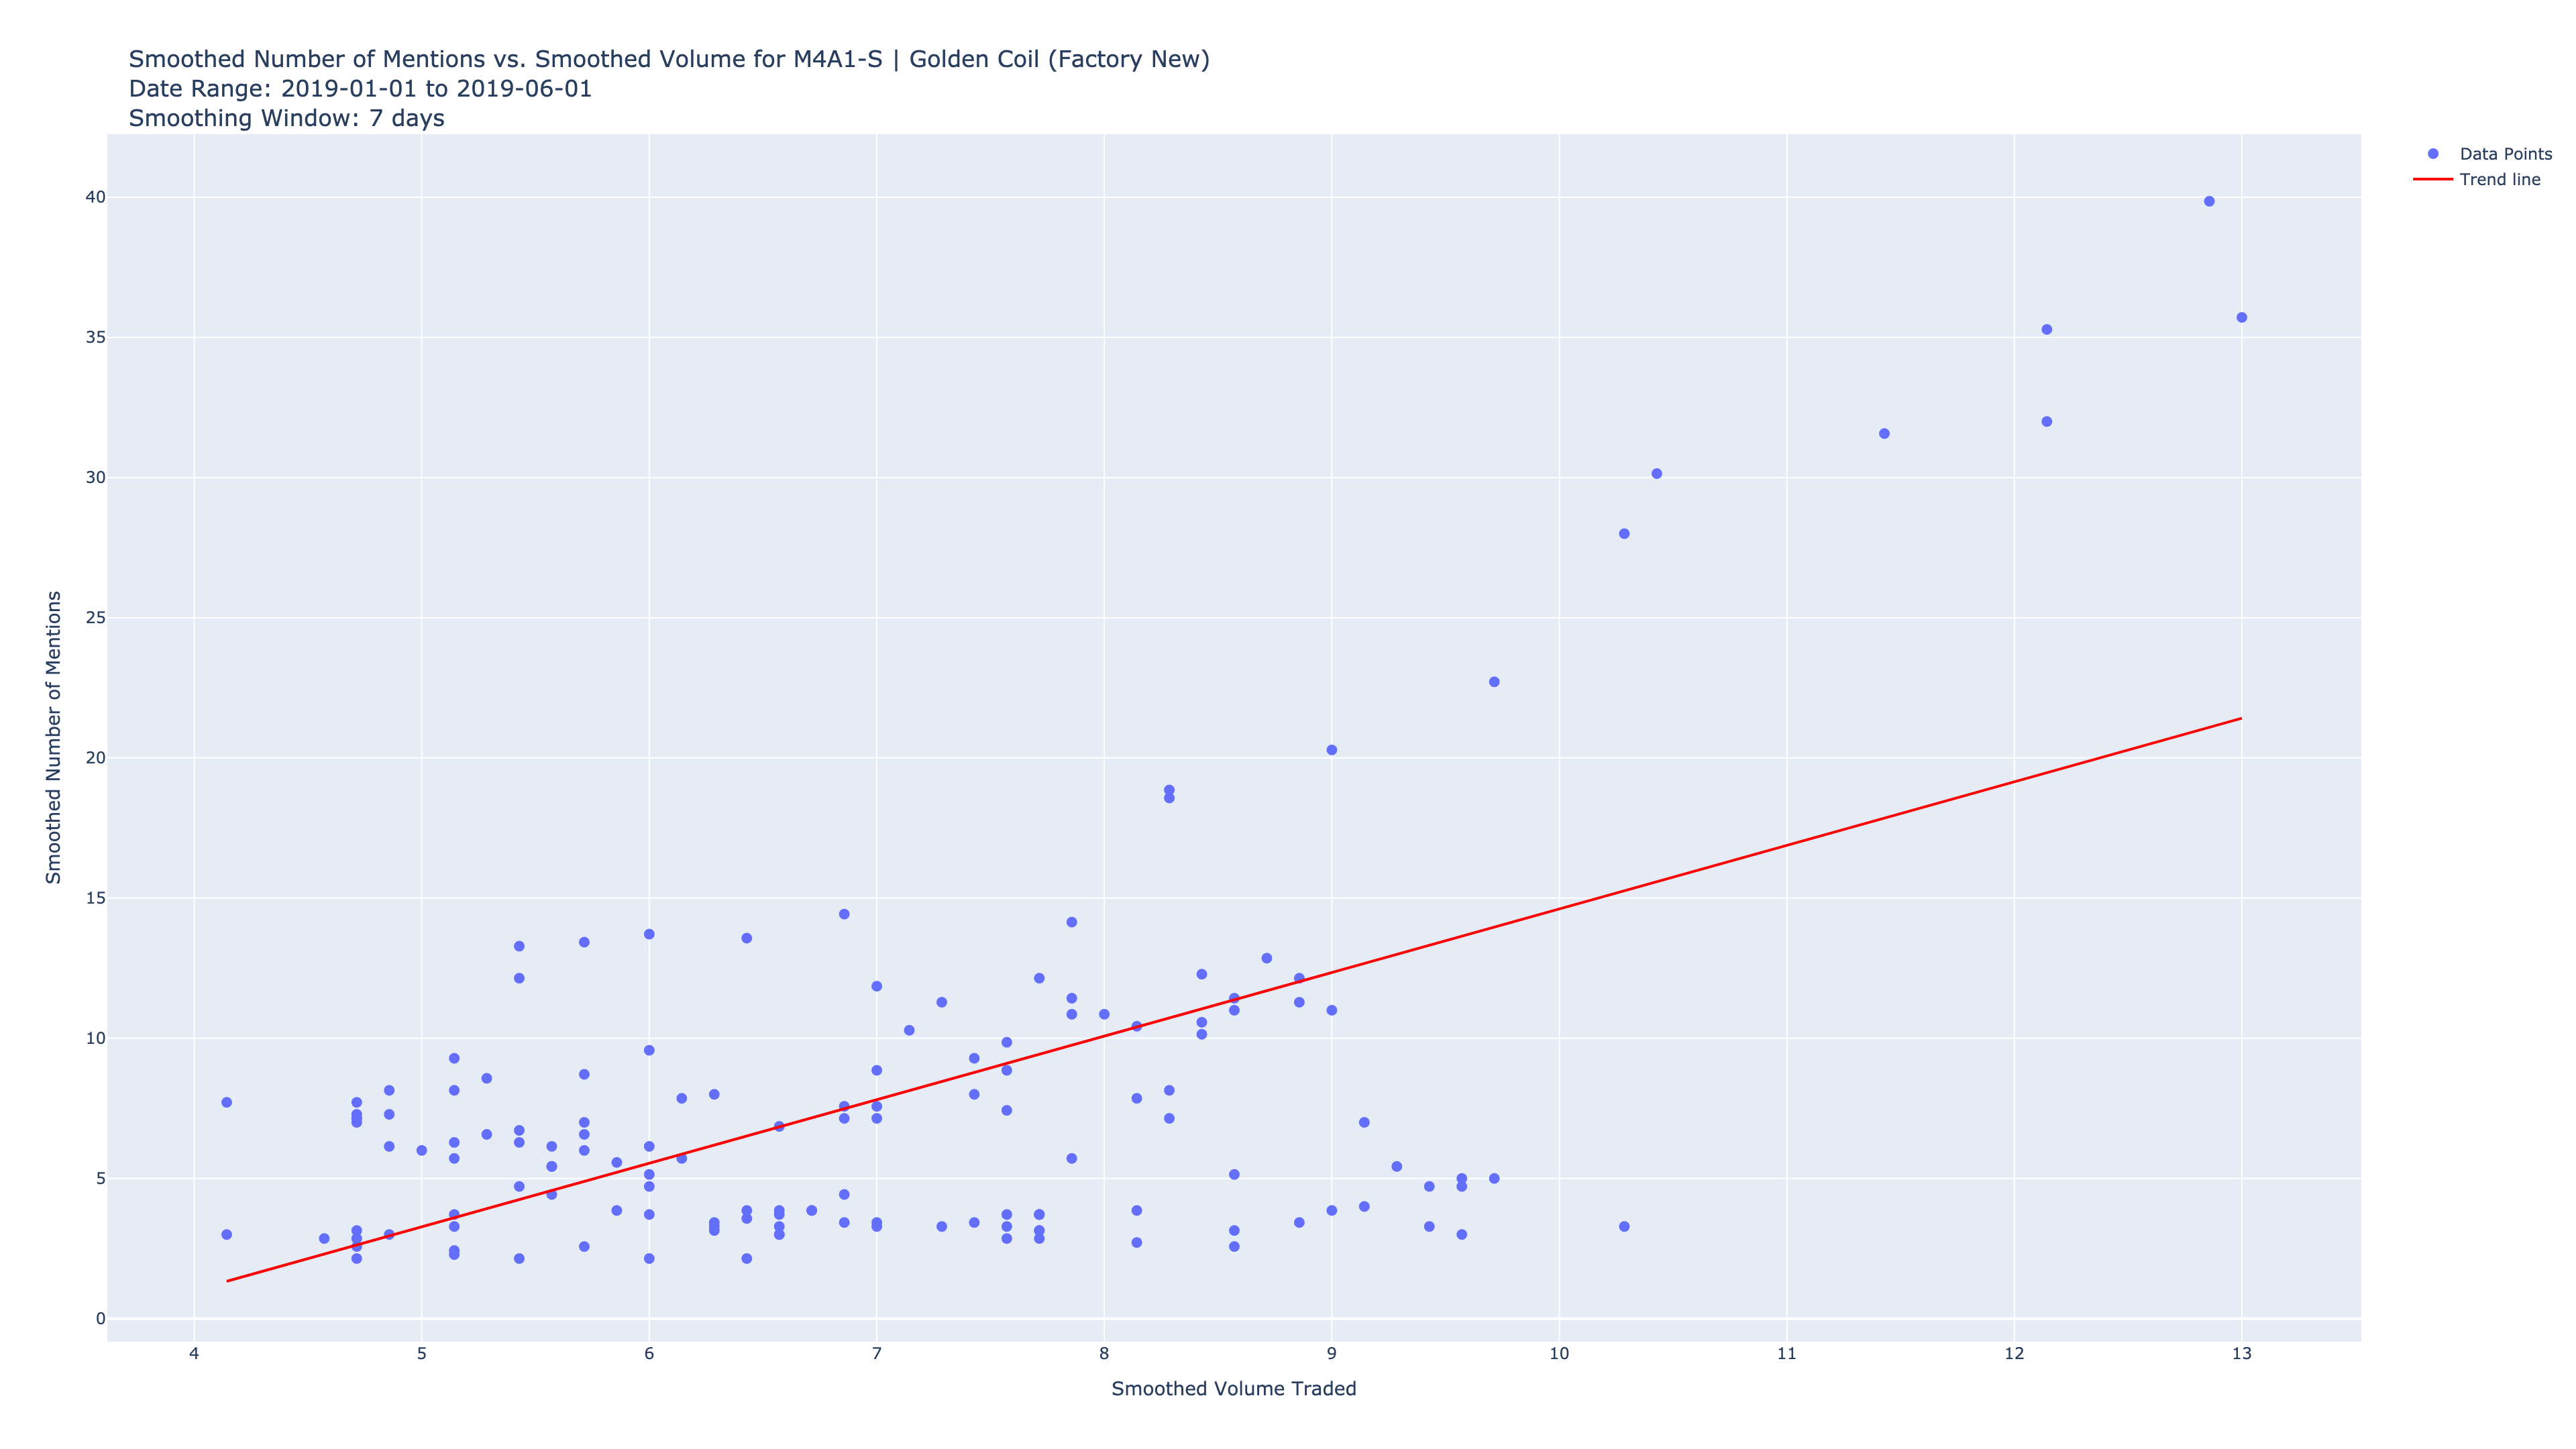 Smoothed Number of Mentions vs. Smoothed Volume for M4A1-S | Golden Coil (Factory New)
Date Range: 2019-01-01 to 2019-06-01
Smoothing Window: 7 days
Data Points
Trend line
Smoothed Number of Mentions
40
35
30
25
20
15
10
5
0
4 5 6 7 8 9 10 11 12 13
Smoothed Volume Traded